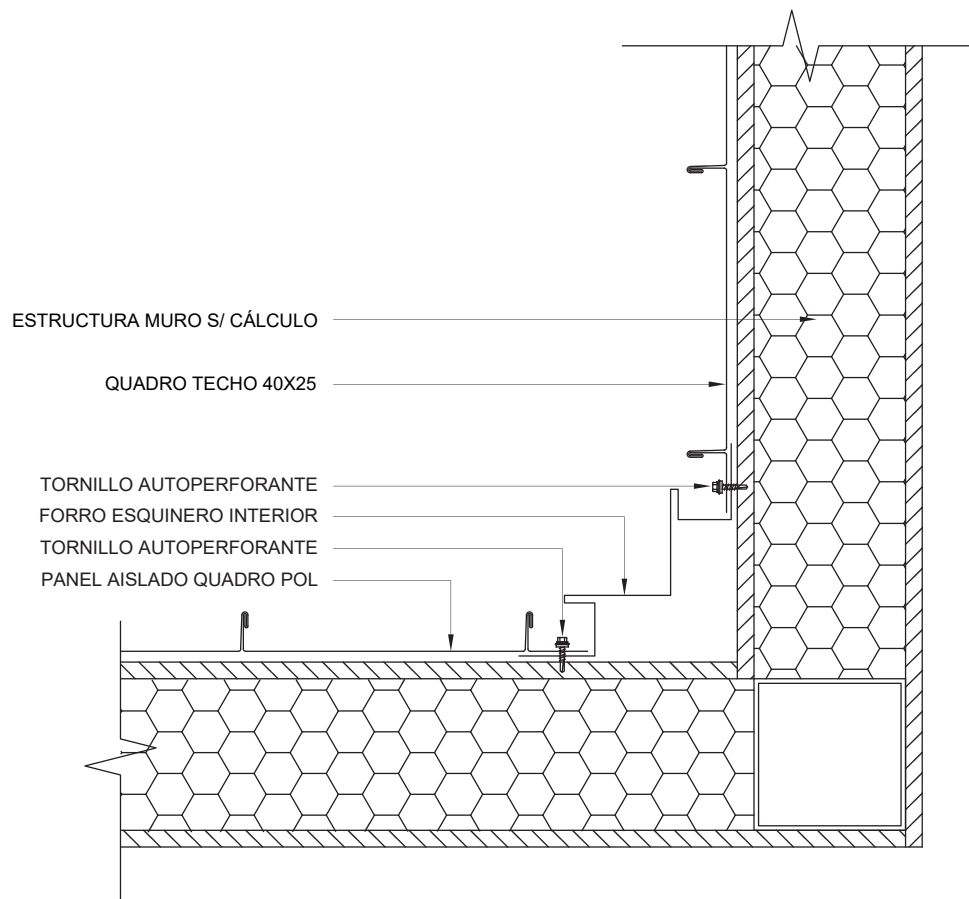 ESTRUCTURA MURO S/ CÁLCULO
QUADRO TECHO 40X25
TORNILLO AUTOPERFORANTE
FORRO ESQUINERO INTERIOR
TORNILLO AUTOPERFORANTE
PANEL AISLADO QUADRO POL